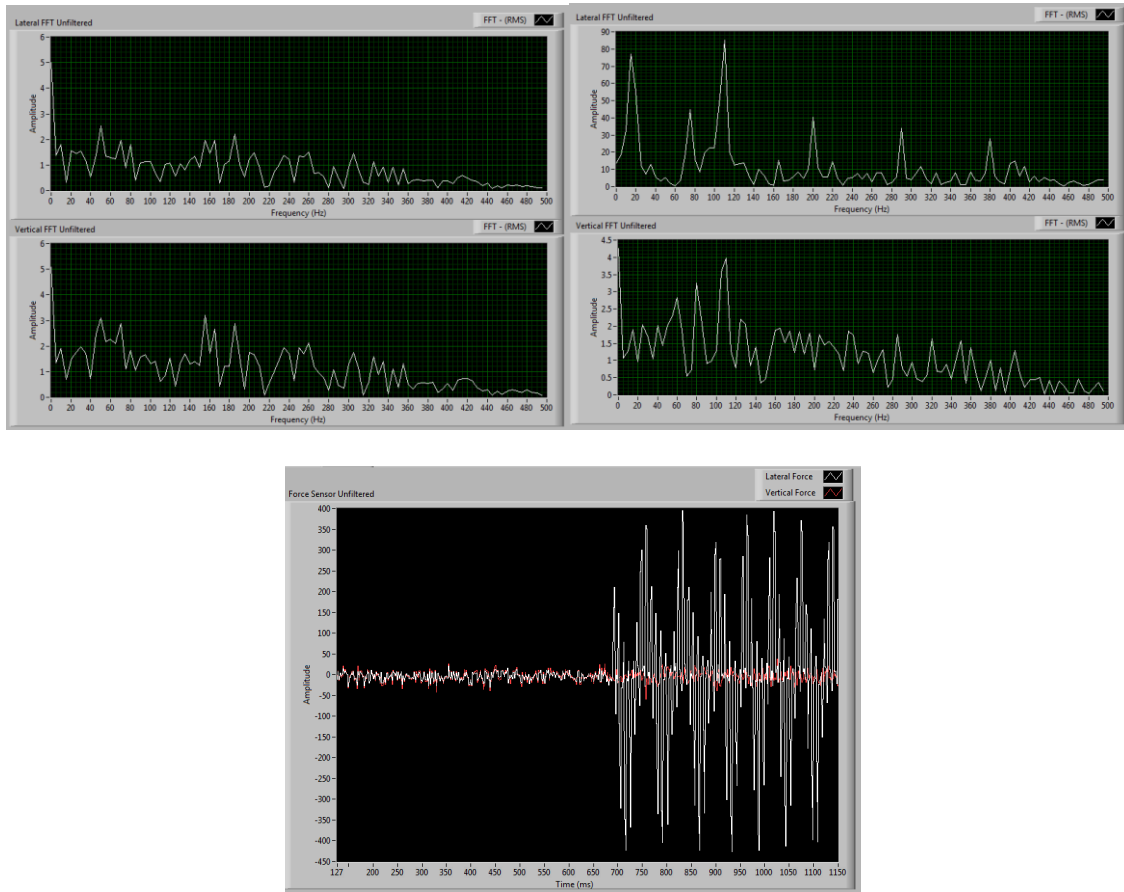 Lateral FFT Unfiltered
FFT - (RMS)
6-
5-
4-
3-
2-
1-
0-
Amplitude
0 20 40 60 80 100 120 140 160 180 200 220 240 260 280 300 320 340 360 380 400 420 440 460 480 500
Frequency (Hz)
Vertical FFT Unfiltered
FFT - (RMS)
6-
5-
4-
3-
2-
1-
0-
Amplitude
0 20 40 60 80 100 120 140 160 180 200 220 240 260 280 300 320 340 360 380 400 420 440 460 480 500
Frequency (Hz)
Lateral FFT Unfiltered
FFT - (RMS)
90-
80-
70-
60-
50-
40-
30-
20-
10-
0-
Amplitude
0 20 40 60 80 100 120 140 160 180 200 220 240 260 280 300 320 340 360 380 400 420 440 460 480 500
Frequency (Hz)
Vertical FFT Unfiltered
FFT - (RMS)
4.5-
4-
3.5-
3-
2.5-
2-
1.5-
1-
0.5-
0-
Amplitude
0 20 40 60 80 100 120 140 160 180 200 220 240 260 280 300 320 340 360 380 400 420 440 460 480 500
Frequency (Hz)
Force Sensor Unfiltered
Lateral Force
Vertical Force
400-
350-
300-
250-
200-
150-
100-
50-
0-
-50-
-100-
-150-
-200-
-250-
-300-
-350-
-400-
-450-
Amplitude
127 200 250 300 350 400 450 500 550 600 650 700 750 800 850 900 950 1000 1050 1100 1150
Time (ms)